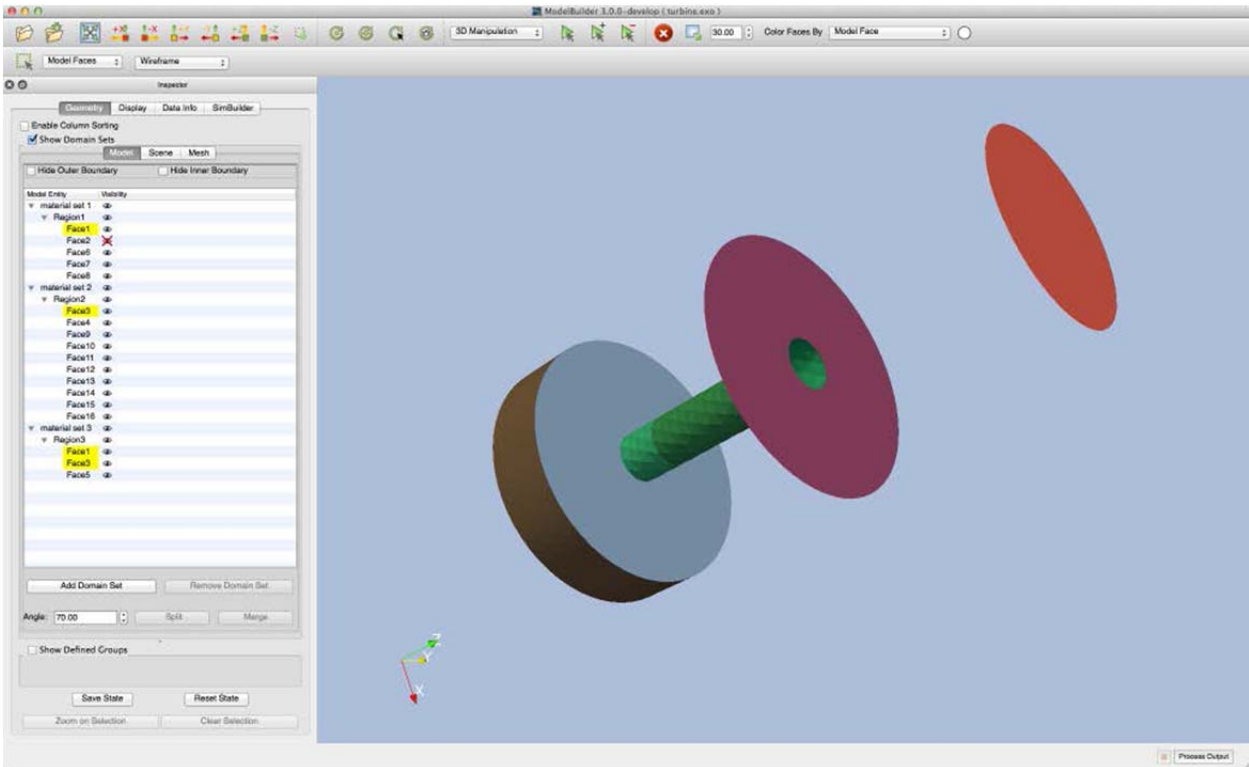 ModelBuilder 1.0.0-develop ( turbine.exo )
3D Manipulation 30.00 Color Faces By Model Face
Model Faces Wireframe
Inspector
Geometry Display Data Info SimBuilder
Enable Column Sorting
Show Domain Sets
Model Scene Mesh
Hide Outer Boundary Hide Inner Boundary
Model Entity Visibility
material set 1
Region1
Face1
Face2
Face6
Face7
Face8
material set 2
Region2
Face3
Face4
Face9
Face10
Face11
Face12
Face13
Face14
Face15
Face16
material set 3
Region3
Face1
Face3
Face5
Add Domain Set Remove Domain Set
Angle: 70.00 Split Merge
Show Defined Groups
Save State Reset State
Zoom on Selection Clear Selection
Z
Y
X
Process Output